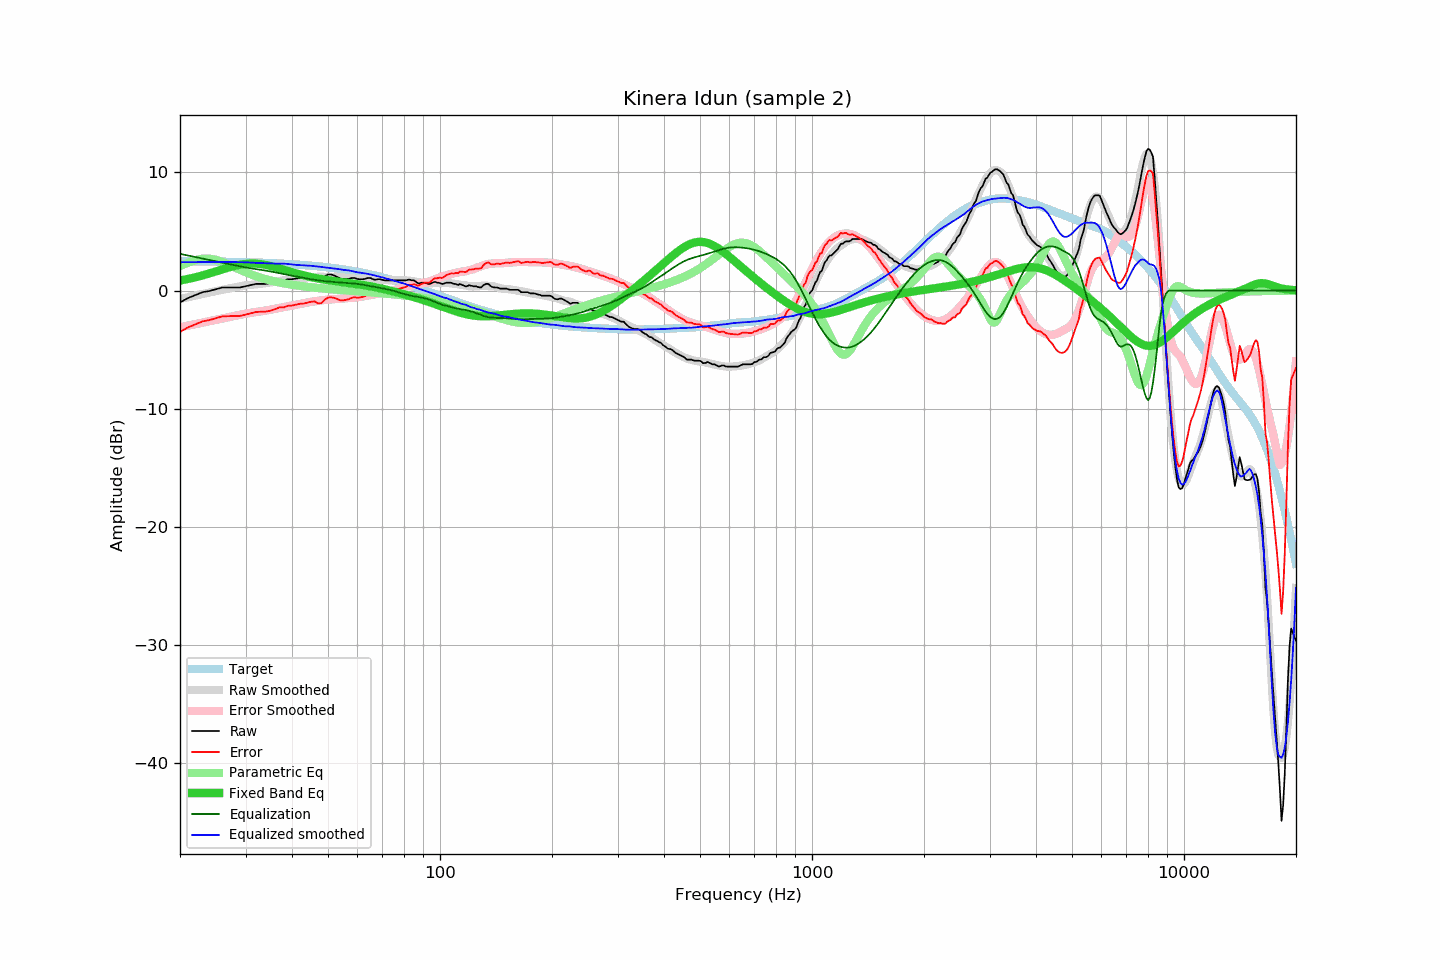 Kinera Idun (sample 2)
10
0
−10
−20
−30
−40
Amplitude (dBr)
Target
Raw Smoothed
Error Smoothed
Raw
Error
Parametric Eq
Fixed Band Eq
Equalization
Equalized smoothed
100
1000
10000
Frequency (Hz)